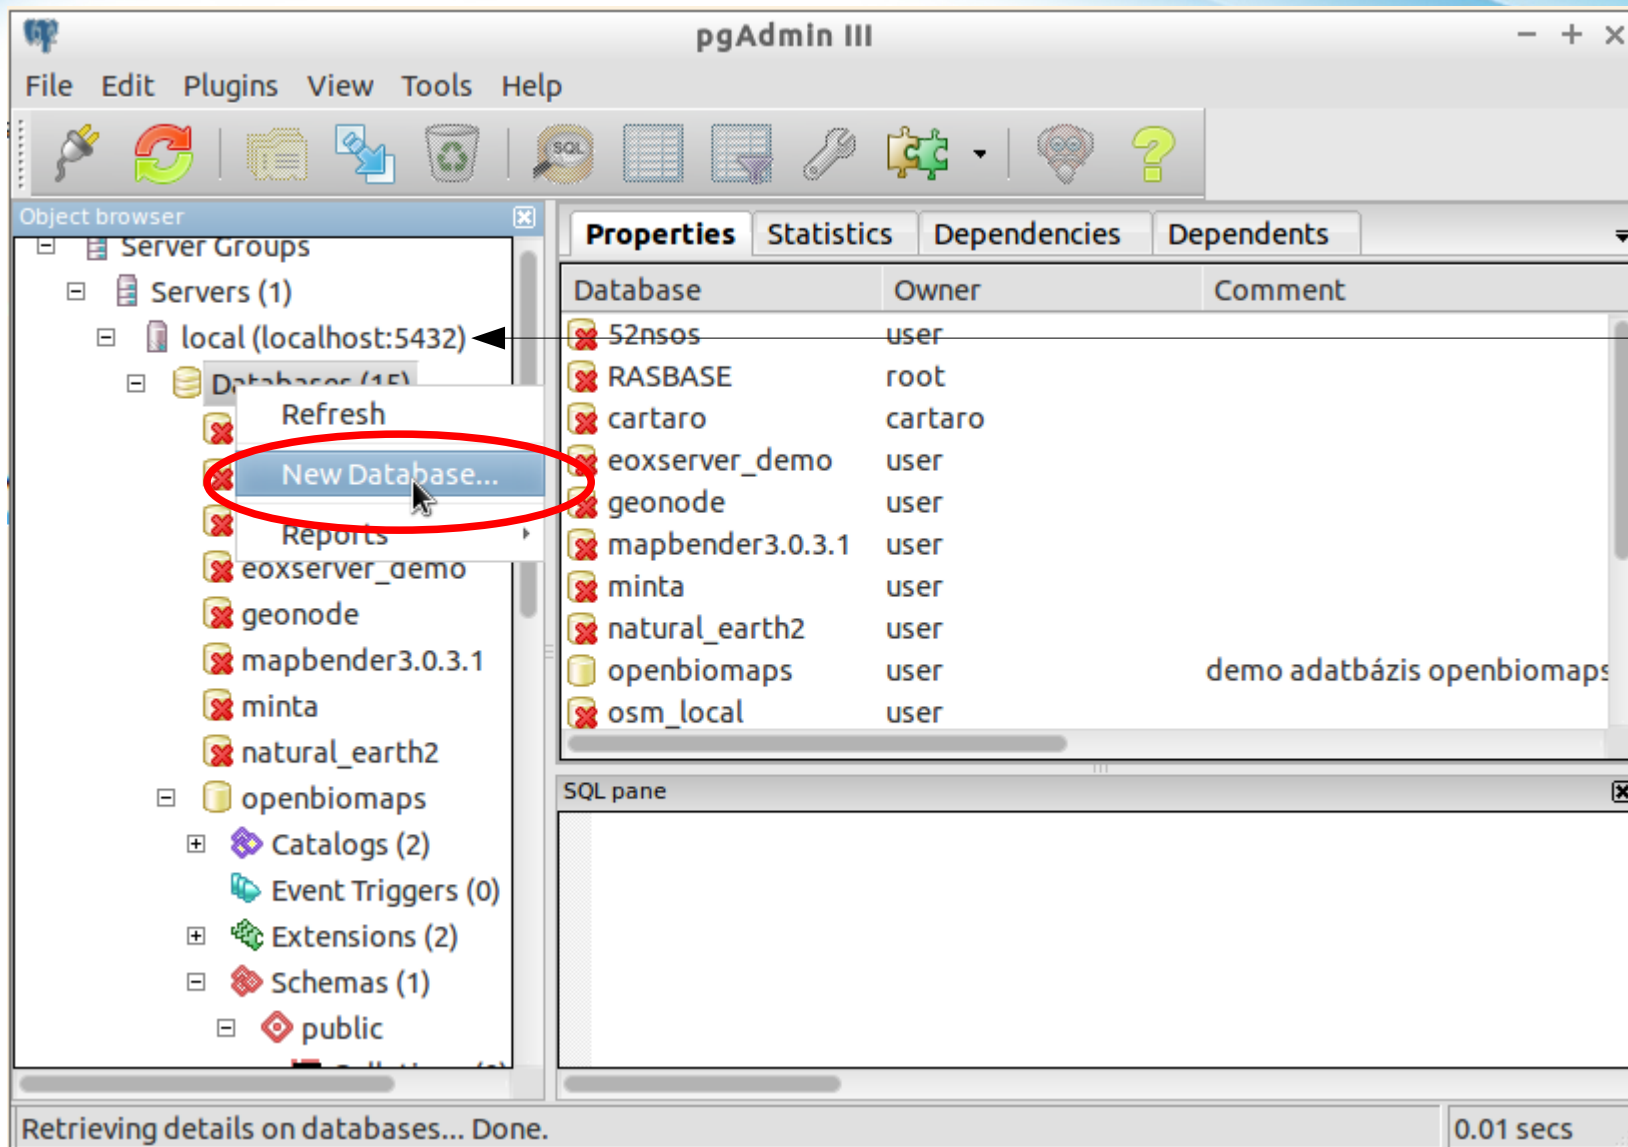 pgAdmin III
File Edit Plugins View Tools Help
SQL
Object browser
Server Groups
Servers (1)
local (localhost:5432)
Databases (15)
Refresh
New Database...
Reports
eoxserver_demo
geonode
mapbender3.0.3.1
minta
natural_earth2
openbiomaps
Catalogs (2)
Event Triggers (0)
Extensions (2)
Schemas (1)
public
Properties Statistics Dependencies Dependents
Database Owner Comment
52nsos user
RASBASE root
cartaro cartaro
eoxserver_demo user
geonode user
mapbender3.0.3.1 user
minta user
natural_earth2 user
openbiomaps user demo adatbázis openbiomaps
osm_local user
SQL pane
Retrieving details on databases... Done.
0.01 secs